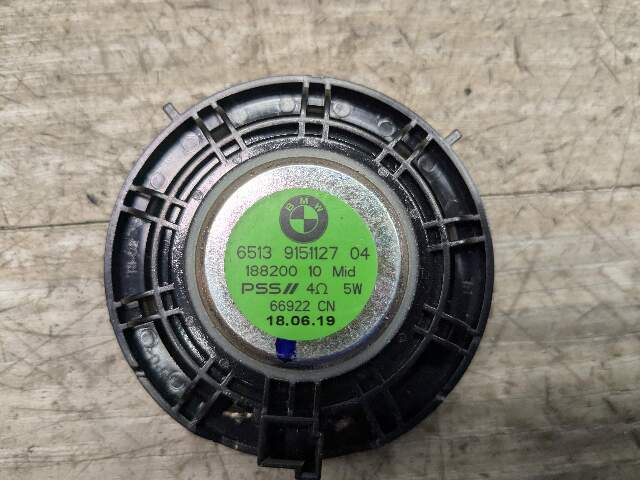 BMW
6513 9151127 04
188200 10 Mid
PSS// 4Ω 5W
66922 CN
18.06.19